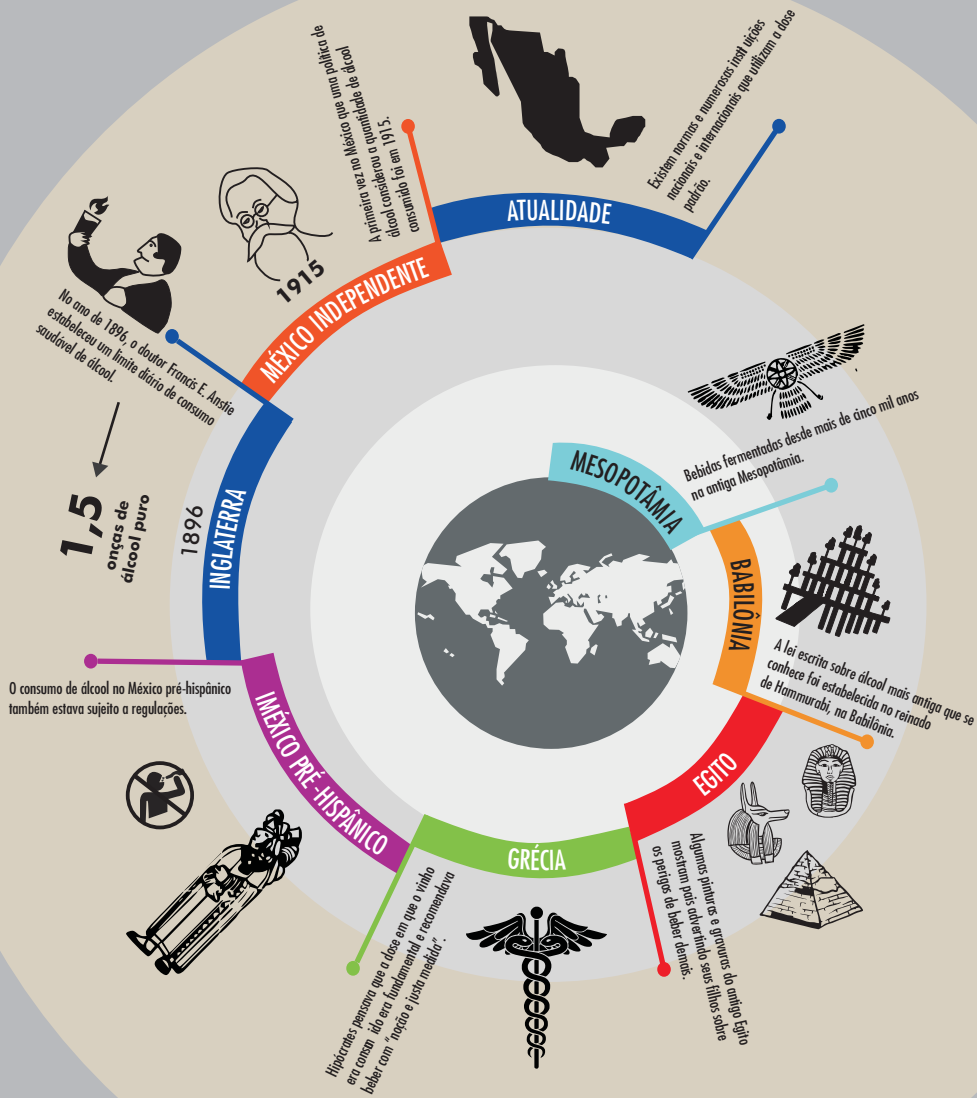 MESOPOTÂMIA
Bebidas fermentadas desde mais de cinco mil anos
na antiga Mesopotâmia.
BABILÔNIA
A lei escrita sobre álcool mais antiga que se
conhece foi estabelecida no reinado
de Hammurabi, na Babilônia.
EGITO
Algumas pinturas e gravuras do antigo Egito
mostram pais advertindo seus filhos sobre
os perigos de beber demais.
GRÉCIA
Hipócrates pensava que a dose em que o vinho
era consun ido era fundamental e recomendava
beber com "noção e justa medida".
IMÉXICO PRÉ-HISPÂNICO
O consumo de álcool no México pré-hispânico
também estava sujeito a regulações.
INGLATERRA
1896
No ano de 1896, o doutor Francis E. Anstie
estabeleceu um limite diário de consumo
saudável de álcool.
1,5
onças de
álcool puro
MÉXICO INDEPENDENTE
1915
A primeira vez no México que uma política de
álcool considerou a quantidade de álcool
consumido foi em 1915.
ATUALIDADE
Existem normas e numerosas instituições
nacionais e internacionais que utilizam a dose
padrão.